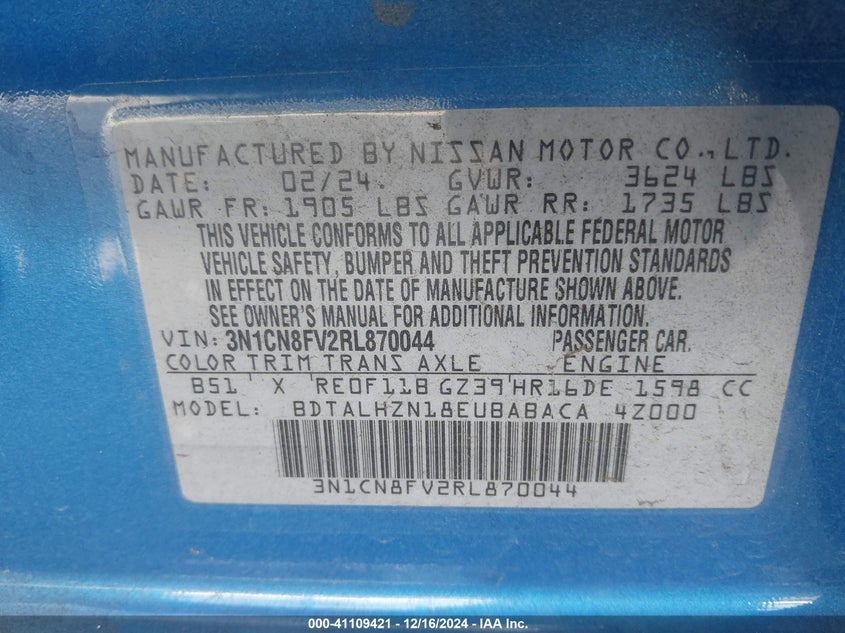 MANUFACTURED BY NISSAN MOTOR CO., LTD.
DATE: 02/24 GVWR: 3624 LBS
GAWR FR: 1905 LBS GAWR RR: 1735 LBS
THIS VEHICLE CONFORMS TO ALL APPLICABLE FEDERAL MOTOR
VEHICLE SAFETY, BUMPER AND THEFT PREVENTION STANDARDS
IN EFFECT ON THE DATE OF MANUFACTURE SHOWN ABOVE.
SEE OWNER'S MANUAL FOR ADDITIONAL INFORMATION.
VIN: 3N1CN8FV2RL870044 PASSENGER CAR.
COLOR TRIM TRANS AXLE ENGINE
B51 X RE0F11B GZ39 HR16DE 1598 CC
MODEL: BDTALHZN18EUBABACA 4Z000
3N1CN8FV2RL870044
000-41109421 - 12/16/2024 - IAA Inc.